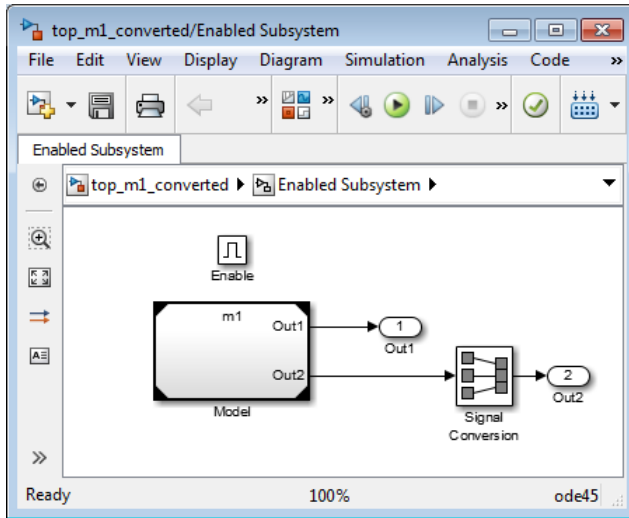 top_m1_converted/Enabled Subsystem
File Edit View Display Diagram Simulation Analysis Code »
» »
»
Enabled Subsystem
top_m1_converted Enabled Subsystem
Enable
m1
Out1
1
Out1
Out2
2
Out2
Model
Signal
Conversion
A
»
Ready 100% ode45